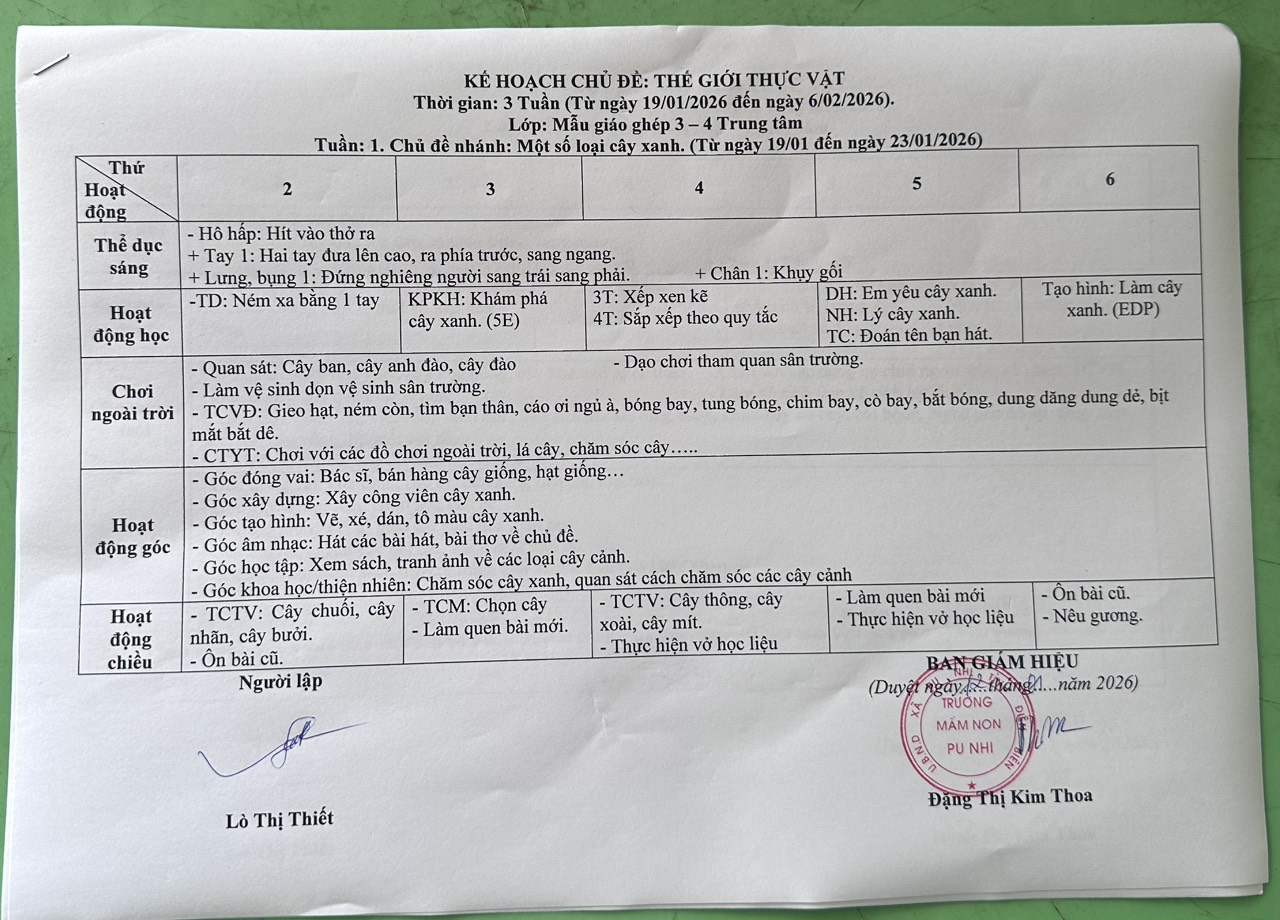 KẾ HOẠCH CHỦ ĐỀ: THẾ GIỚI THỰC VẬT
Thời gian: 3 Tuần (Từ ngày 19/01/2026 đến ngày 6/02/2026).
Lớp: Mẫu giáo ghép 3 – 4 Trung tâm
Tuần: 1. Chủ đề nhánh: Một số loại cây xanh. (Từ ngày 19/01 đến ngày 23/01/2026)
Thứ
Hoạt động
2
3
4
5
6
Thể dục sáng
- Hô hấp: Hít vào thở ra
+ Tay 1: Hai tay đưa lên cao, ra phía trước, sang ngang.
+ Lưng, bụng 1: Đứng nghiêng người sang trái sang phải. + Chân 1: Khụy gối
Hoạt động học
-TD: Ném xa bằng 1 tay
KPKH: Khám phá
cây xanh. (5E)
3T: Xếp xen kẽ
4T: Sắp xếp theo quy tắc
DH: Em yêu cây xanh.
NH: Lý cây xanh.
TC: Đoán tên bạn hát.
Tạo hình: Làm cây
xanh. (EDP)
Chơi ngoài trời
- Quan sát: Cây ban, cây anh đào, cây đào - Dạo chơi tham quan sân trường.
- Làm vệ sinh dọn vệ sinh sân trường.
- TCVĐ: Gieo hạt, ném còn, tìm bạn thân, cáo ơi ngủ à, bóng bay, tung bóng, chim bay, cò bay, bắt bóng, dung dăng dung dẻ, bịt
mắt bắt dê.
- CTYT: Chơi với các đồ chơi ngoài trời, lá cây, chăm sóc cây…..
Hoạt động góc
- Góc đóng vai: Bác sĩ, bán hàng cây giống, hạt giống…
- Góc xây dựng: Xây công viên cây xanh.
- Góc tạo hình: Vẽ, xé, dán, tô màu cây xanh.
- Góc âm nhạc: Hát các bài hát, bài thơ về chủ đề.
- Góc học tập: Xem sách, tranh ảnh về các loại cây cảnh.
- Góc khoa học/thiện nhiên: Chăm sóc cây xanh, quan sát cách chăm sóc các cây cảnh
Hoạt động chiều
- TCTV: Cây chuối, cây
nhãn, cây bưởi.
- Ôn bài cũ.
- TCM: Chọn cây
- Làm quen bài mới.
- TCTV: Cây thông, cây
xoài, cây mít.
- Thực hiện vở học liệu
- Làm quen bài mới
- Thực hiện vở học liệu
- Ôn bài cũ.
- Nêu gương.
Người lập
Lò Thị Thiết
BAN GIÁM HIỆU
(Duyệt ngày 12 tháng 01 năm 2026)
TRƯỜNG
MẦM NON
PU NHI
Đặng Thị Kim Thoa